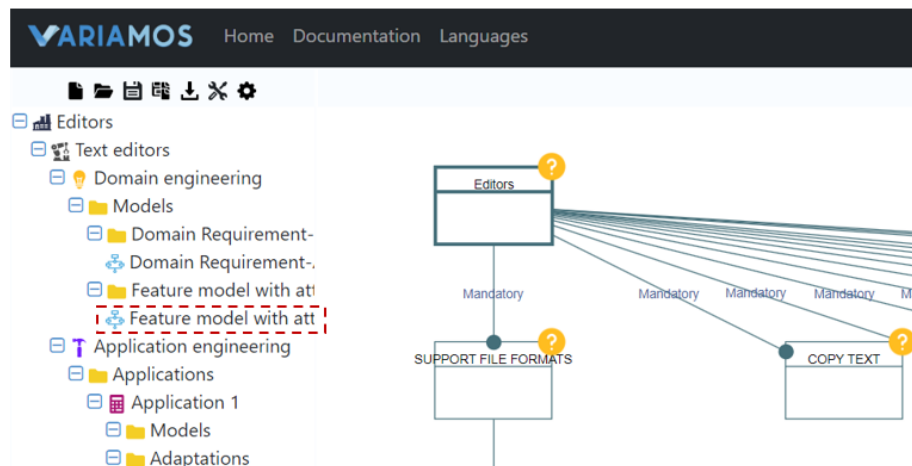 VARIAMOS Home Documentation Languages
Editors
Text editors
Domain engineering
Models
Domain Requirement-
Domain Requirement-.
Feature model with att
Feature model with att
Application engineering
Applications
Application 1
Models
Adaptations
?
Editors
Mandatory Mandatory Mandatory Mandatory M
? ?
SUPPORT FILE FORMATS COPY TEXT